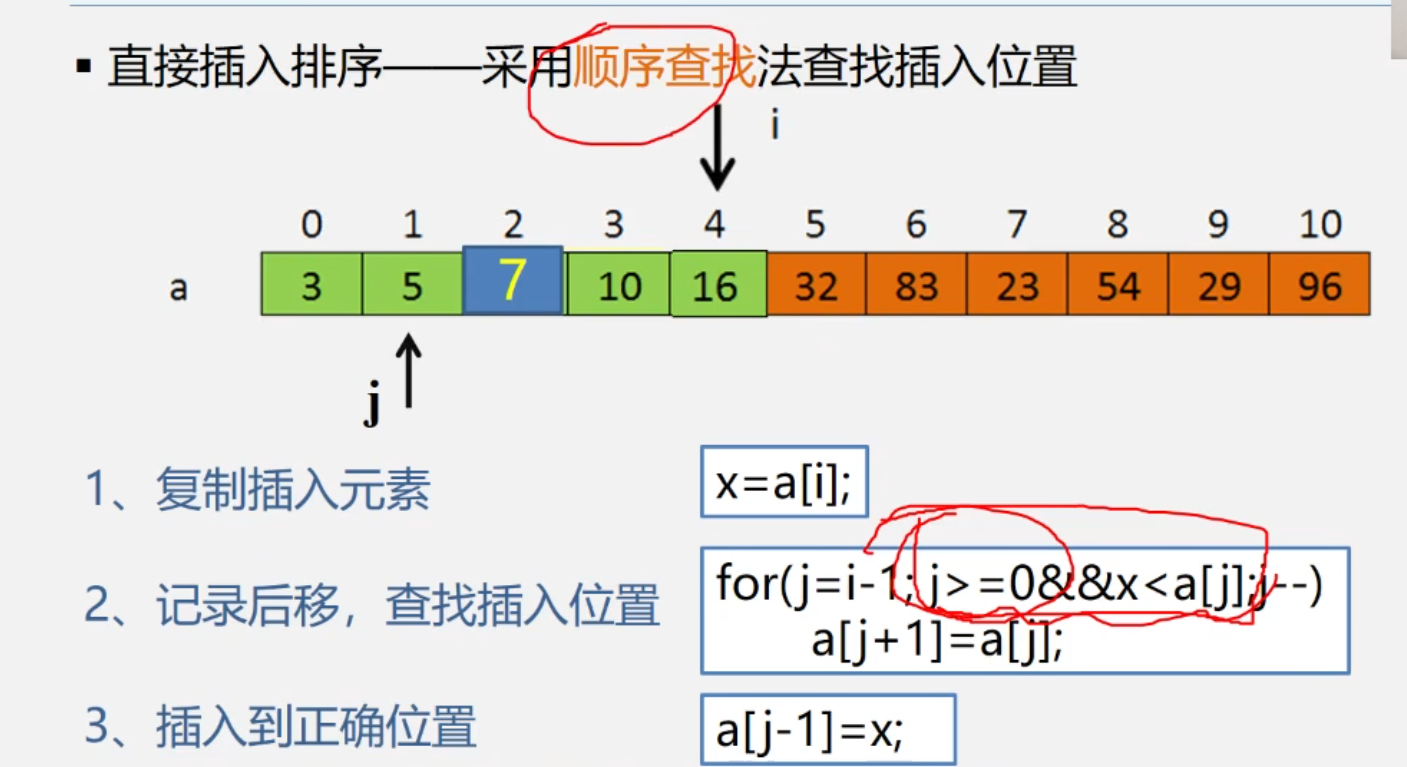 ▪ 直接插入排序——采用顺序查找法查找插入位置
i
0 1 2 3 4 5 6 7 8 9 10
a 3 5 7 10 16 32 83 23 54 29 96
j
1、复制插入元素 x=a[i];
2、记录后移，查找插入位置 for(j=i-1; j>=0&&x<a[j];j--)
a[j+1]=a[j];
3、插入到正确位置 a[j-1]=x;